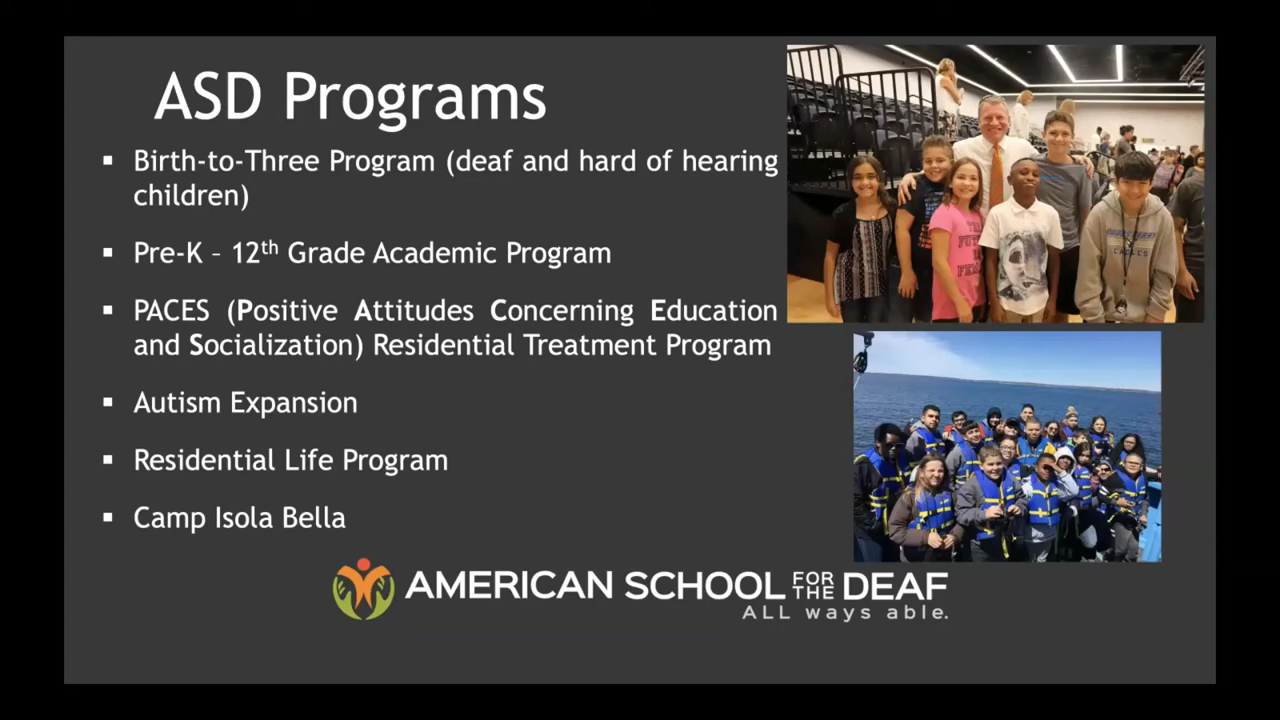 ASD Programs
▪ Birth-to-Three Program (deaf and hard of hearing
children)
▪ Pre-K – 12th Grade Academic Program
▪ PACES (Positive Attitudes Concerning Education
and Socialization) Residential Treatment Program
▪ Autism Expansion
▪ Residential Life Program
▪ Camp Isola Bella
AMERICAN SCHOOL FOR THE DEAF
ALL ways able.